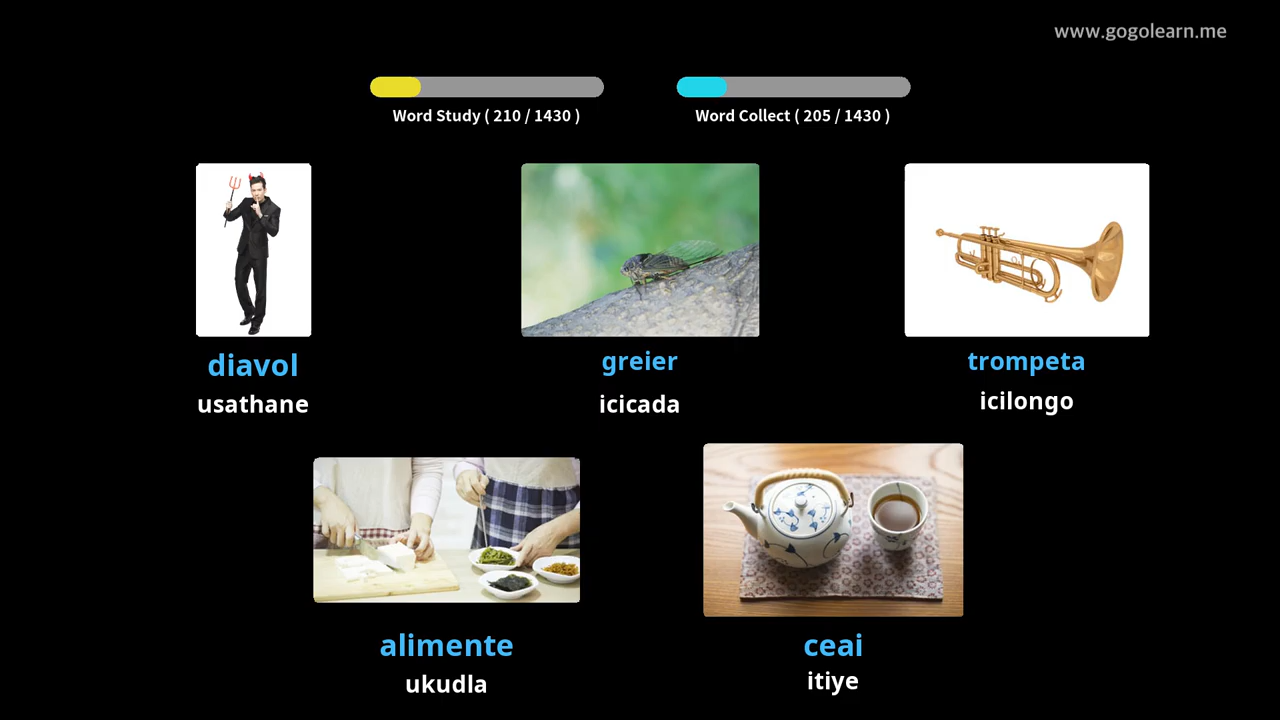 www.gogolearn.me
Word Study ( 210 / 1430 )
Word Collect ( 205 / 1430 )
diavol
usathane
greier
icicada
trompeta
icilongo
alimente
ukudla
ceai
itiye